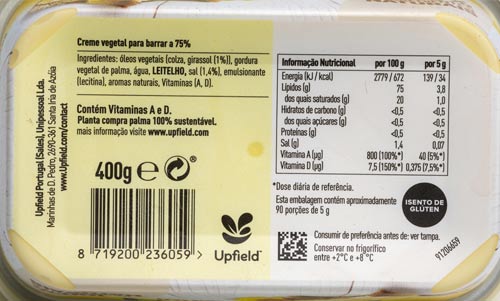 Creme vegetal para barrar a 75%
Ingredientes: óleos vegetais (colza, girassol (1%)), gordura
vegetal de palma, água, LEITELHO, sal (1,4%), emulsionante
(lecitina), aromas naturais, Vitaminas (A, D).
Contém Vitaminas A e D.
Planta compra palma 100% sustentável.
mais informação visite www.upfield.com
Upfield Portugal (Sales), Unipessoal Lda.
Marinhas de D. Pedro, 2690-361 Santa Iria de Azóia
www.Upfield.com/contact
400g e
8 719200 236059 >
Upfield™
Informação Nutricional por 100 g por 5 g
Energia (kJ / kcal) 2779 / 672 139 / 34
Lípidos (g) 75 3,8
dos quais saturados (g) 20 1,0
Hidratos de carbono (g) <0,5 <0,5
dos quais açúcares (g) <0,5 <0,5
Proteínas (g) <0,5 <0,5
Sal (g) 1,4 0,07
Vitamina A (µg) 800 (100%*) 40 (5%*)
Vitamina D (µg) 7,5 (150%*) 0,375 (7,5%*)
*Dose diária de referência.
Esta embalagem contém aproximadamente
90 porções de 5 g
ISENTO DE
GLÚTEN
Consumir de preferência antes de: ver tampa.
Conservar no frigorífico
entre +2°C e +8°C
91206659